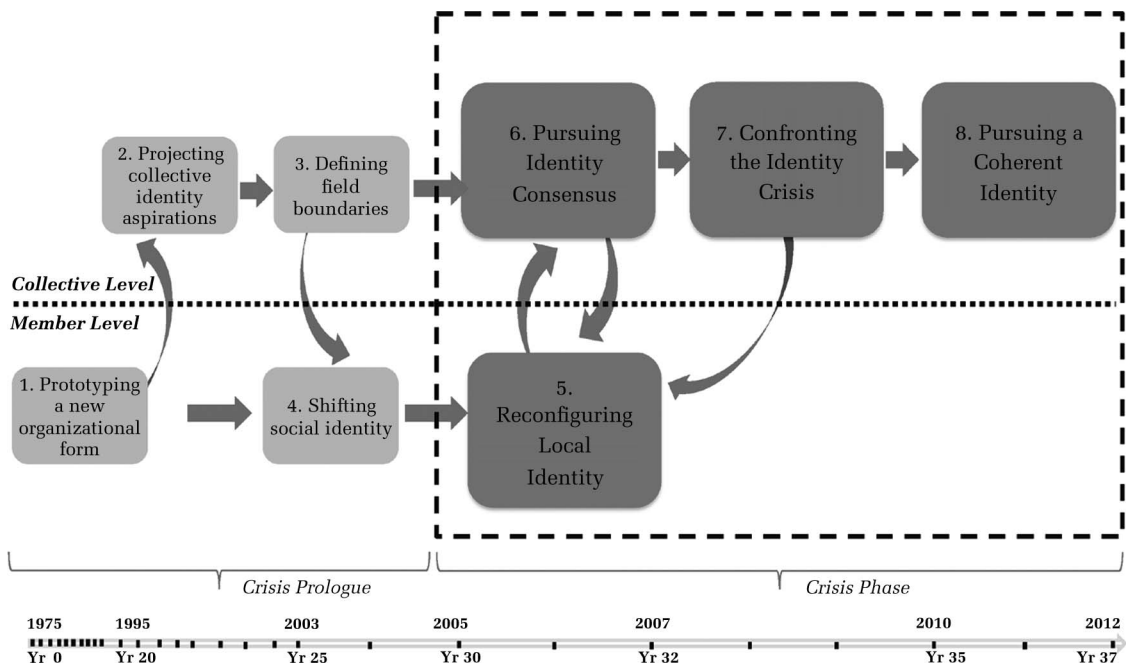 2. Projecting
collective
identity
aspirations
3. Defining
field
boundaries
6. Pursuing
Identity
Consensus
7. Confronting
the Identity
Crisis
8. Pursuing a
Coherent
Identity
Collective Level
Member Level
1. Prototyping
a new
organizational
form
4. Shifting
social identity
5.
Reconfiguring
Local
Identity
Crisis Prologue
Crisis Phase
1975 1995 2003 2005 2007 2010 2012
Yr 0 Yr 20 Yr 25 Yr 30 Yr 32 Yr 35 Yr 37